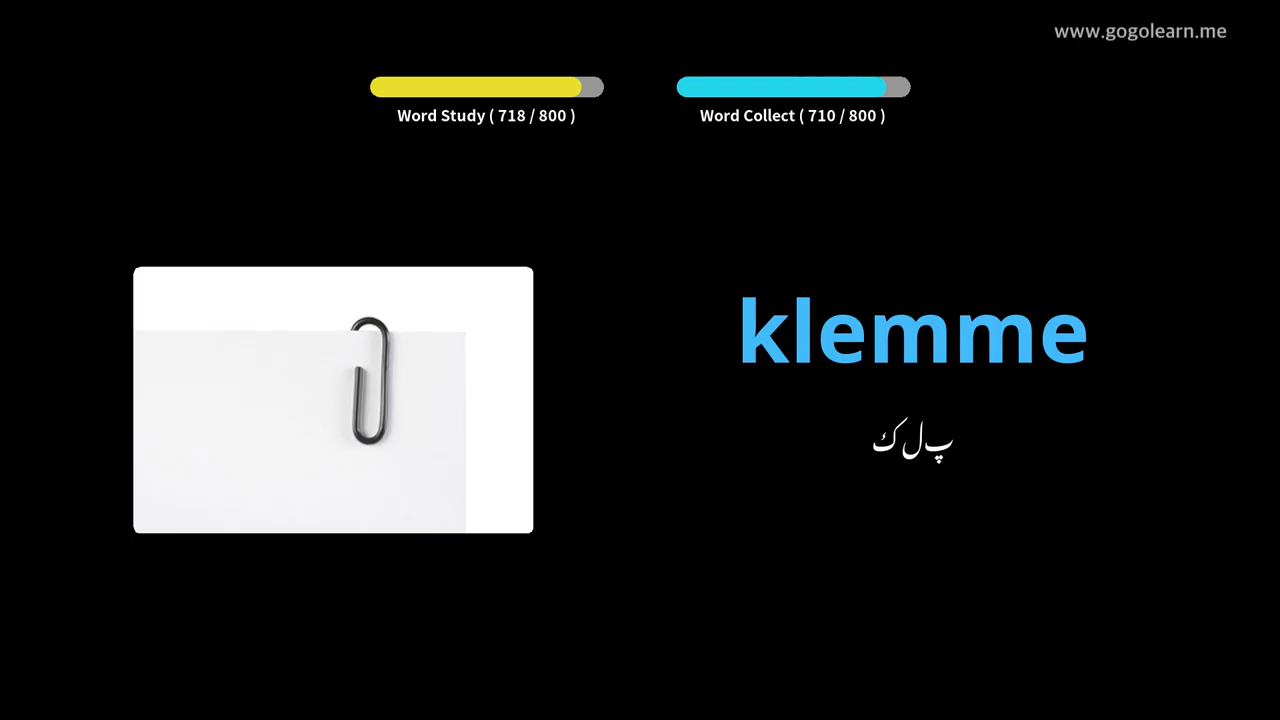 www.gogolearn.me
Word Study ( 718 / 800 )
Word Collect ( 710 / 800 )
klemme
پ ل ك